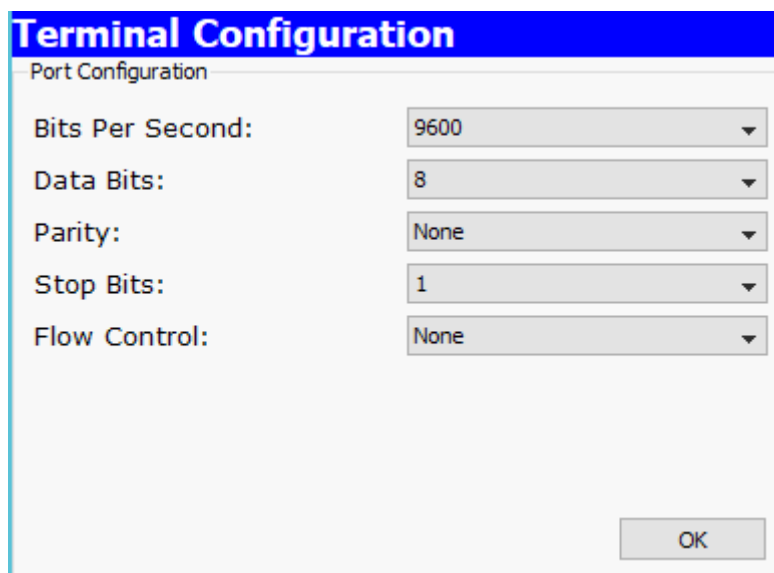 Terminal Configuration
Port Configuration
Bits Per Second: 9600
Data Bits: 8
Parity: None
Stop Bits: 1
Flow Control: None
OK